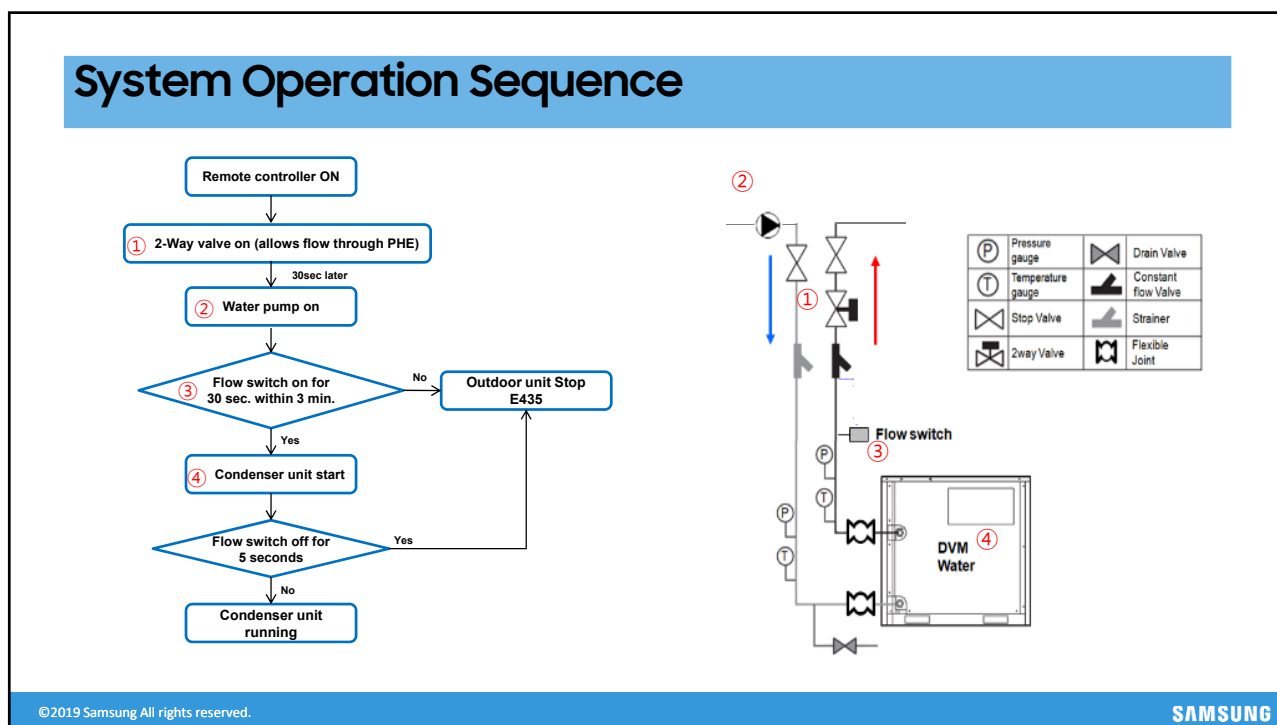 System Operation Sequence
Remote controller ON
① 2-Way valve on (allows flow through PHE)
30sec later
② Water pump on
③ Flow switch on for
30 sec. within 3 min.
No
Outdoor unit Stop
E435
Yes
④ Condenser unit start
Flow switch off for
5 seconds
Yes
No
Condenser unit
running
②
①
Flow switch
③
P
T
P
T
DVM
Water
④
P
Pressure
gauge
Drain Valve
T
Temperature
gauge
Constant
flow Valve
Stop Valve
Strainer
2way Valve
Flexible
Joint
©2019 Samsung All rights reserved.
SAMSUNG